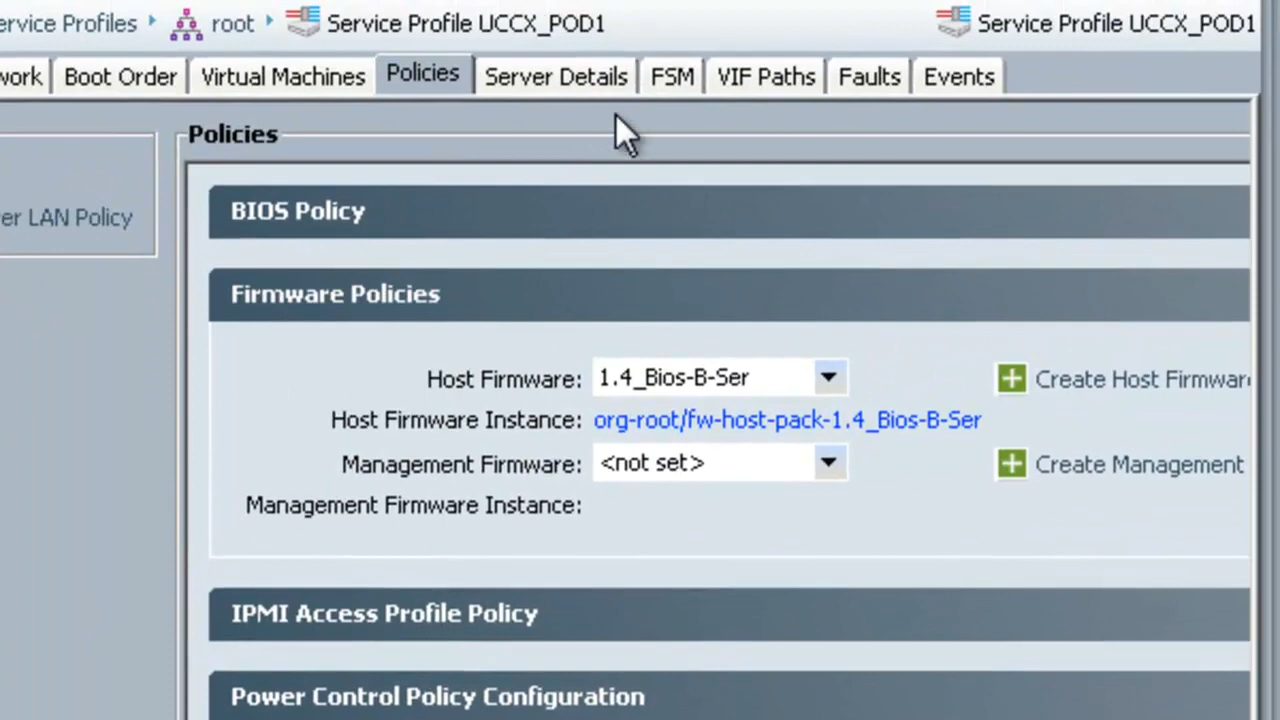 ervice Profiles root Service Profile UCCX_POD1 Service Profile UCCX_POD1
work Boot Order Virtual Machines Policies Server Details FSM VIF Paths Faults Events
Policies
er LAN Policy
BIOS Policy
Firmware Policies
Host Firmware: 1.4_Bios-B-Ser Create Host Firmwar
Host Firmware Instance: org-root/fw-host-pack-1.4_Bios-B-Ser
Management Firmware: <not set> Create Management
Management Firmware Instance:
IPMI Access Profile Policy
Power Control Policy Configuration